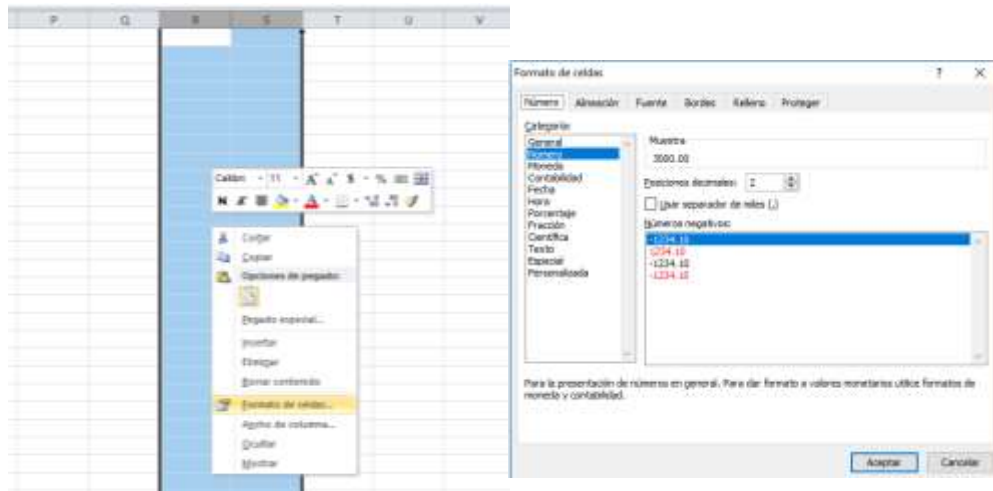 P Q R S T U V
Calibri 11 A A $ % 000
N K A
Cortar
Copiar
Opciones de pegado:
Pegado especial...
Insertar
Eliminar
Borrar contenido
Formato de celdas...
Ancho de columna...
Ocultar
Mostrar
Formato de celdas ? X
Número Alineación Fuente Bordes Relleno Proteger
Categoría:
General
Número
Moneda
Contabilidad
Fecha
Hora
Porcentaje
Fracción
Científica
Texto
Especial
Personalizada
Muestra
3000.00
Posiciones decimales: 2
Usar separador de miles (,)
Números negativos:
-1234.10
1234.10
-1234.10
-1234.10
Para la presentación de números en general. Para dar formato a valores monetarios utilice formatos de
moneda y contabilidad.
Aceptar Cancelar